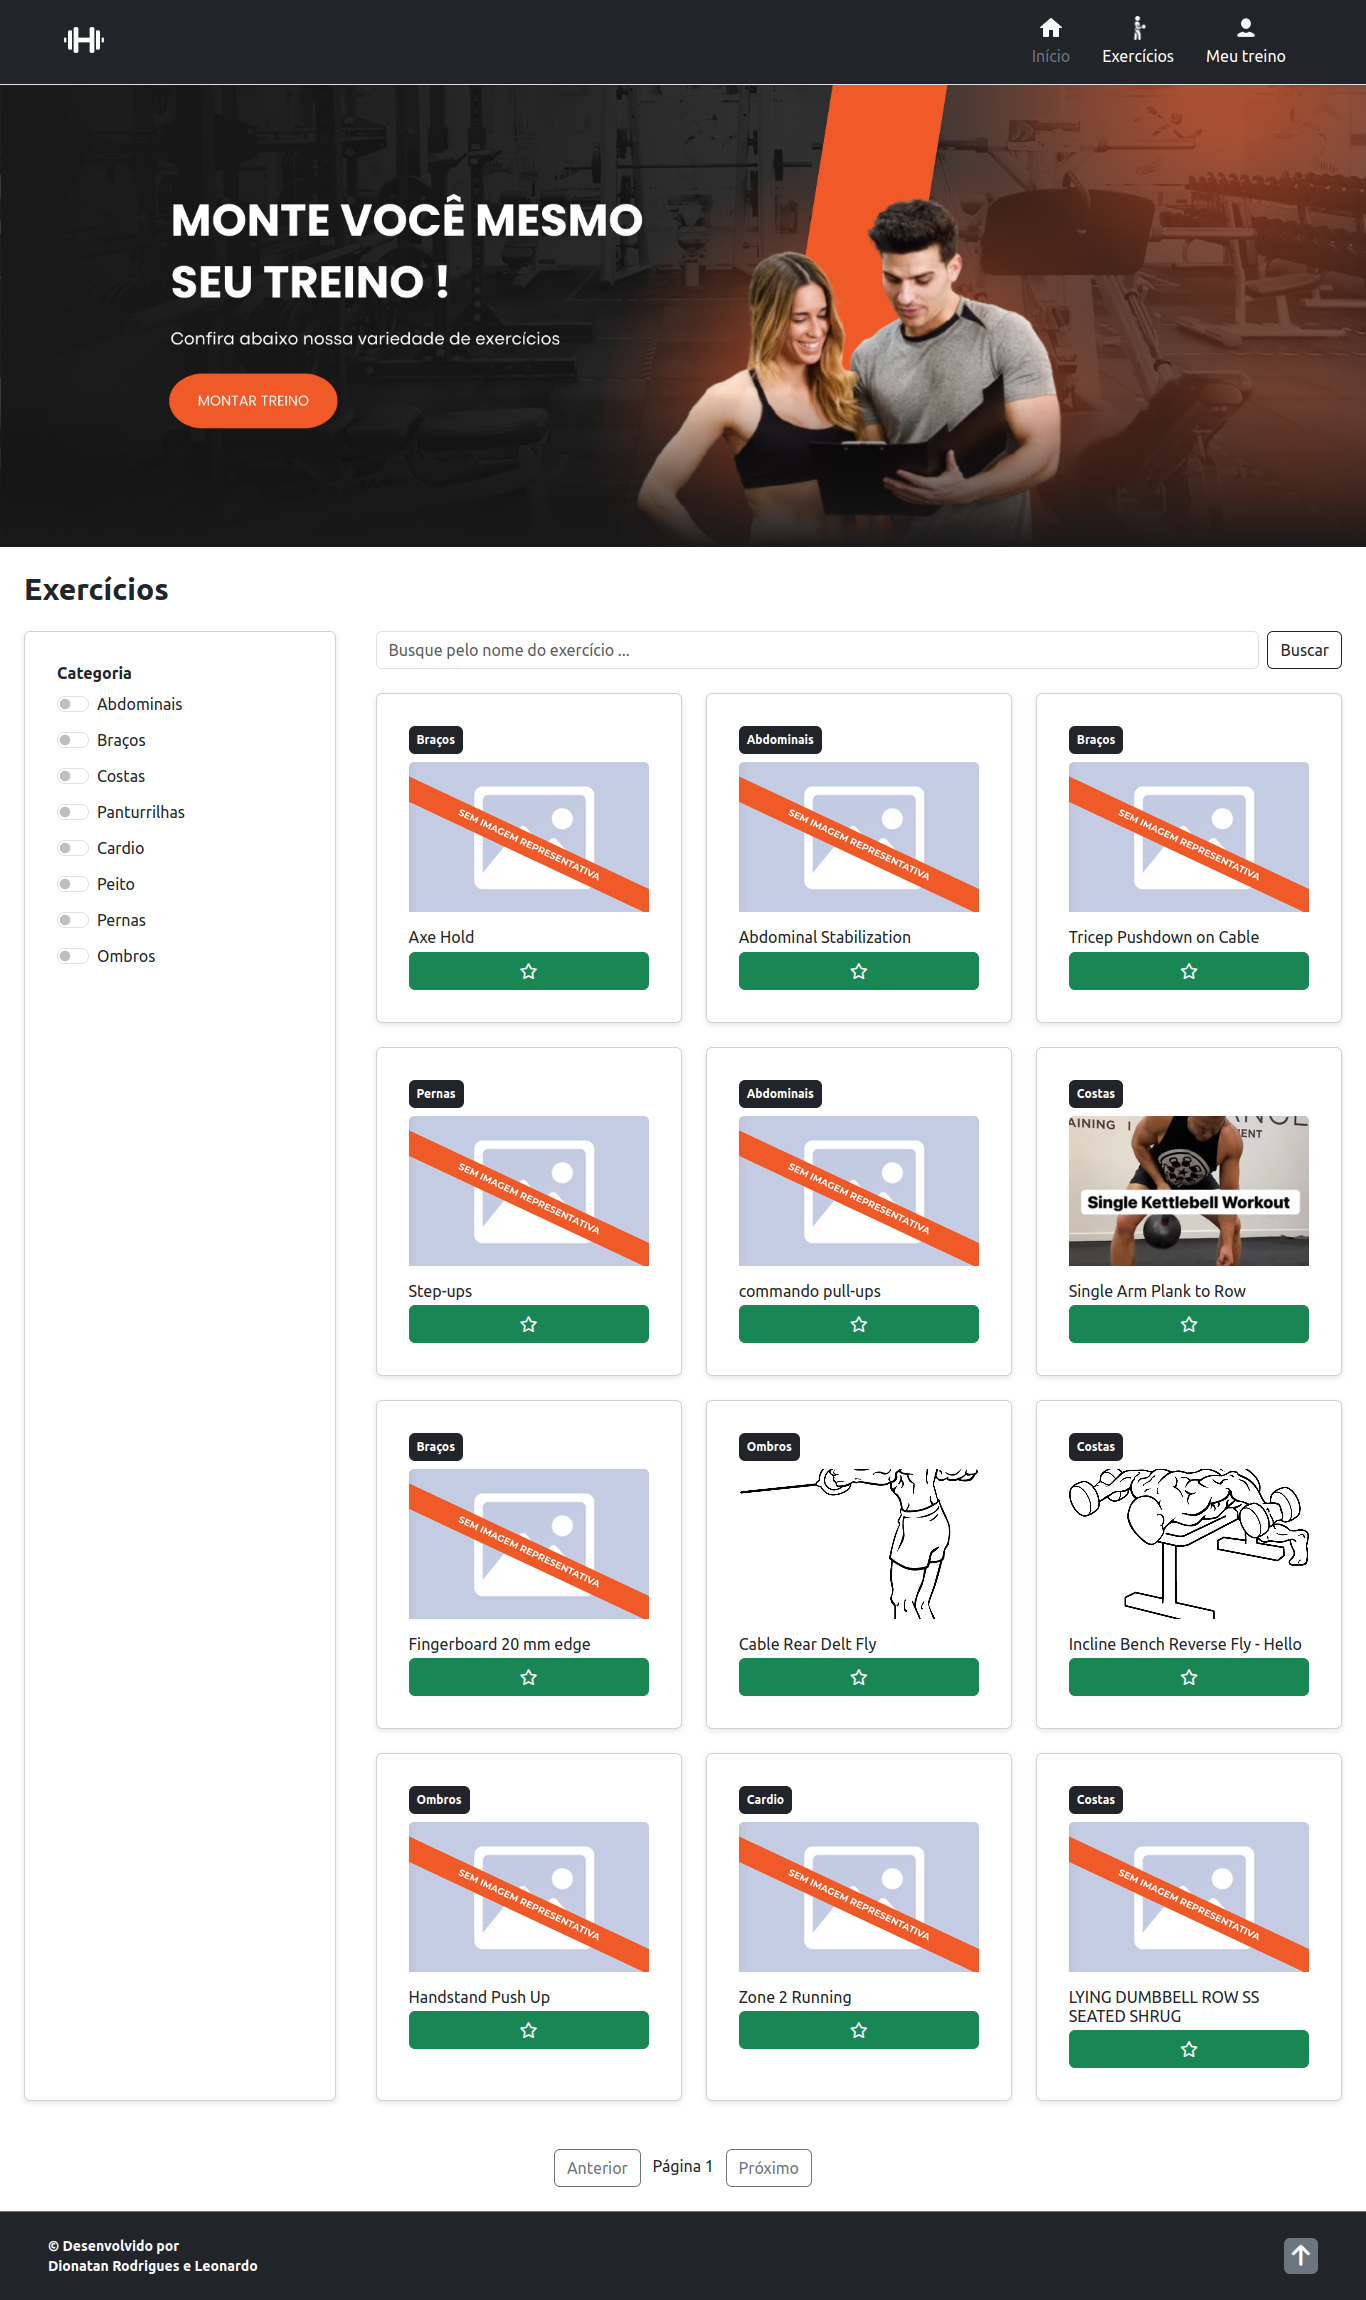 Início
Exercícios
Meu treino
MONTE VOCÊ MESMO
SEU TREINO !
Confira abaixo nossa variedade de exercícios
MONTAR TREINO
Exercícios
Categoria
Abdominais
Braços
Costas
Panturrilhas
Cardio
Peito
Pernas
Ombros
Busque pelo nome do exercício ...
Buscar
Braços
SEM IMAGEM REPRESENTATIVA
Axe Hold
Abdominais
SEM IMAGEM REPRESENTATIVA
Abdominal Stabilization
Braços
SEM IMAGEM REPRESENTATIVA
Tricep Pushdown on Cable
Pernas
SEM IMAGEM REPRESENTATIVA
Step-ups
Abdominais
SEM IMAGEM REPRESENTATIVA
commando pull-ups
Costas
AINING |
Single Kettlebell Workout
Single Arm Plank to Row
Braços
SEM IMAGEM REPRESENTATIVA
Fingerboard 20 mm edge
Ombros
Cable Rear Delt Fly
Costas
Incline Bench Reverse Fly - Hello
Ombros
SEM IMAGEM REPRESENTATIVA
Handstand Push Up
Cardio
SEM IMAGEM REPRESENTATIVA
Zone 2 Running
Costas
SEM IMAGEM REPRESENTATIVA
LYING DUMBBELL ROW SS
SEATED SHRUG
Anterior
Página 1
Próximo
© Desenvolvido por
Dionatan Rodrigues e Leonardo